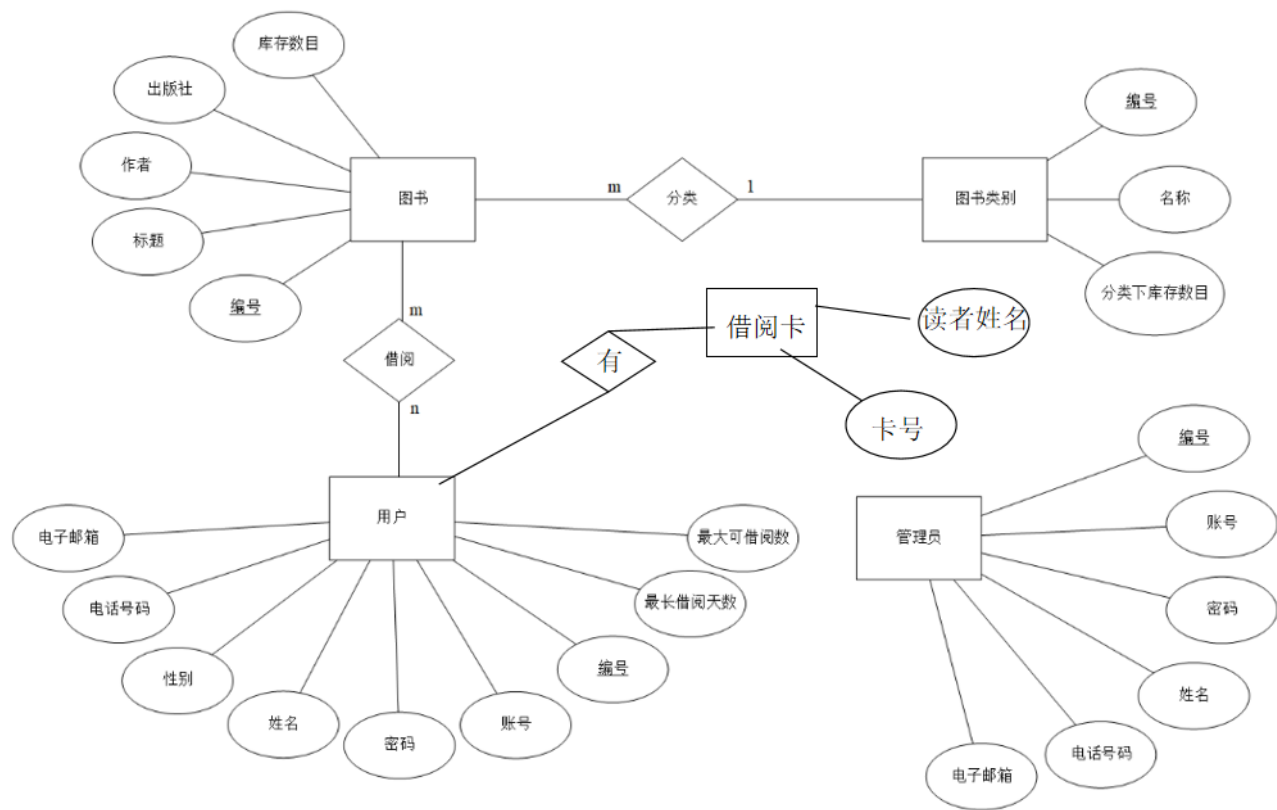 库存数目
出版社
作者
标题
编号
图书
m
分类
1
图书类别
编号
名称
分类下库存数目
m
借阅
n
有
借阅卡
读者姓名
卡号
用户
电子邮箱
电话号码
性别
姓名
密码
账号
编号
最长借阅天数
最大可借阅数
管理员
编号
账号
密码
姓名
电话号码
电子邮箱